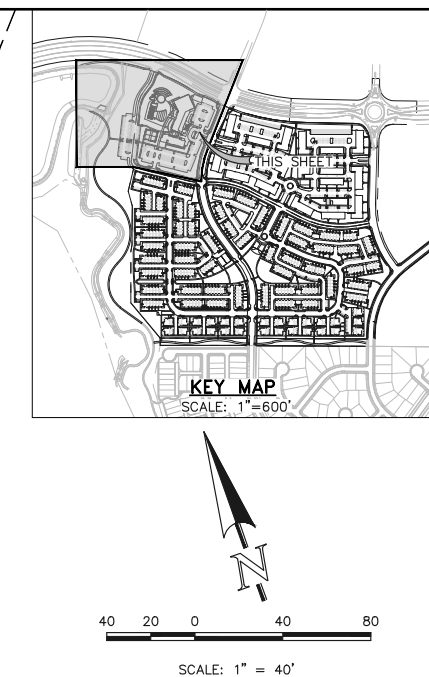 THIS SHEET
KEY MAP
SCALE: 1"=600'
N
40 20 0 40 80
SCALE: 1" = 40'